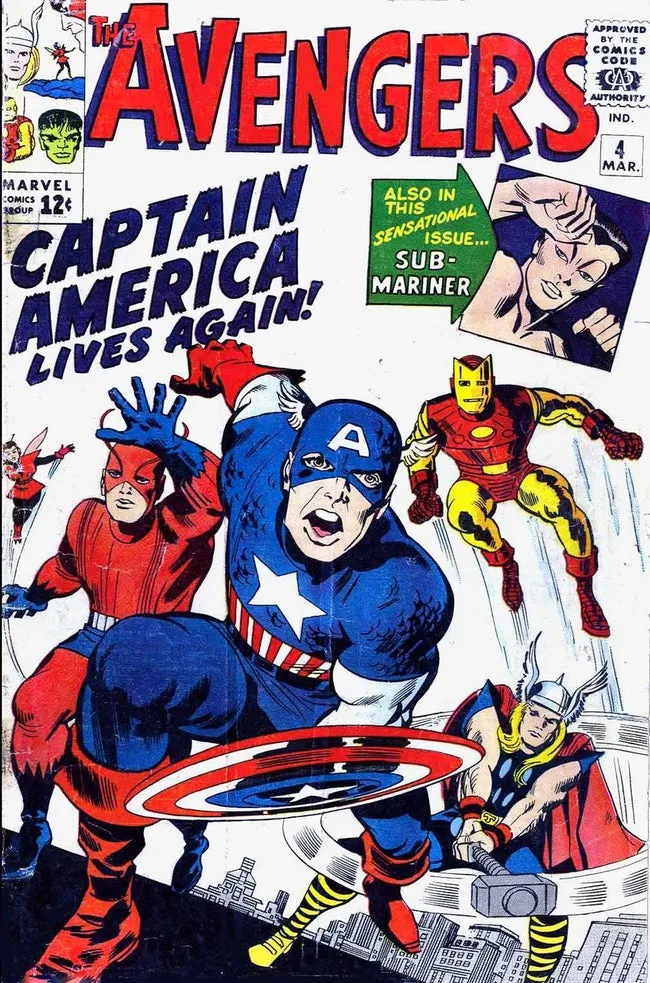 THE
AVENGERS
APPROVED
BY THE
COMICS
CODE
CA
AUTHORITY
IND.
4
MAR.
MARVEL
COMICS
GROUP 12¢
CAPTAIN
AMERICA
LIVES AGAIN!
ALSO IN
THIS
SENSATIONAL
ISSUE...
SUB-
MARINER
A